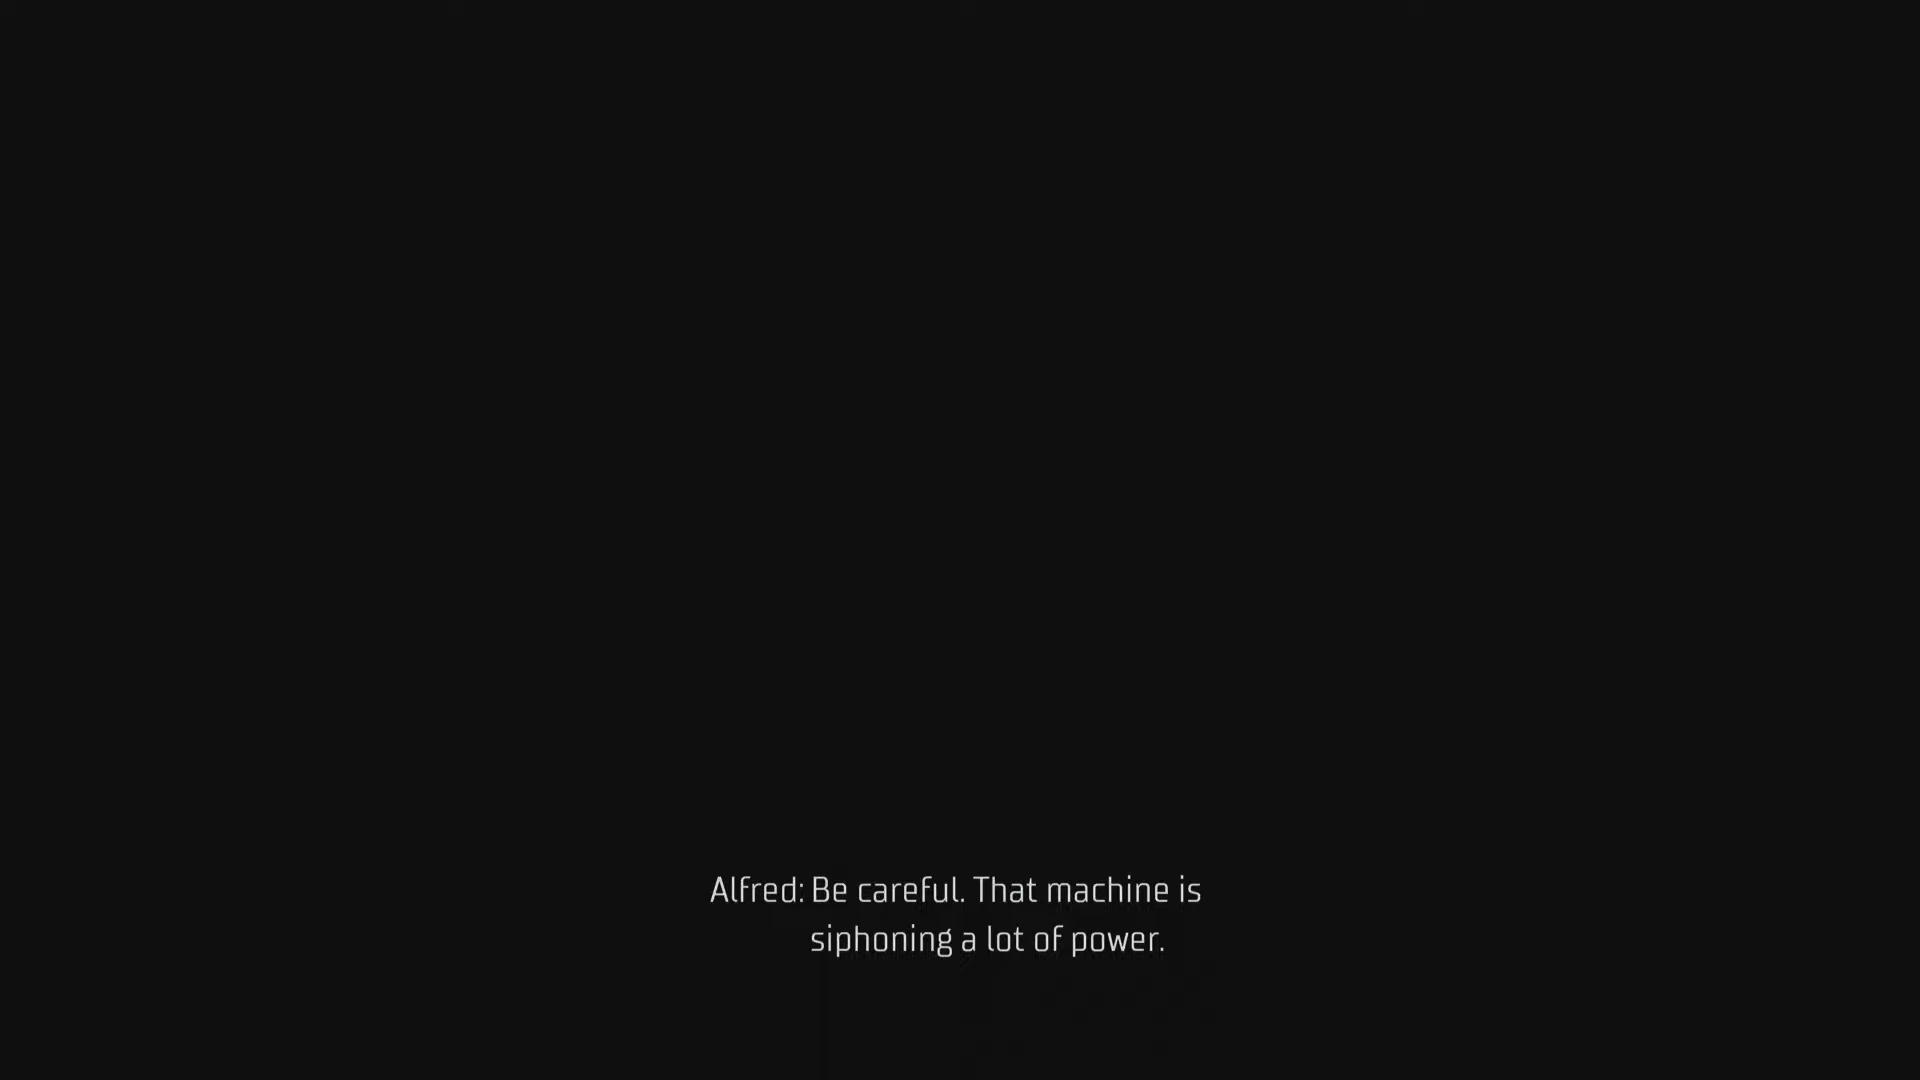 Alfred: Be careful. That machine is
siphoning a lot of power.